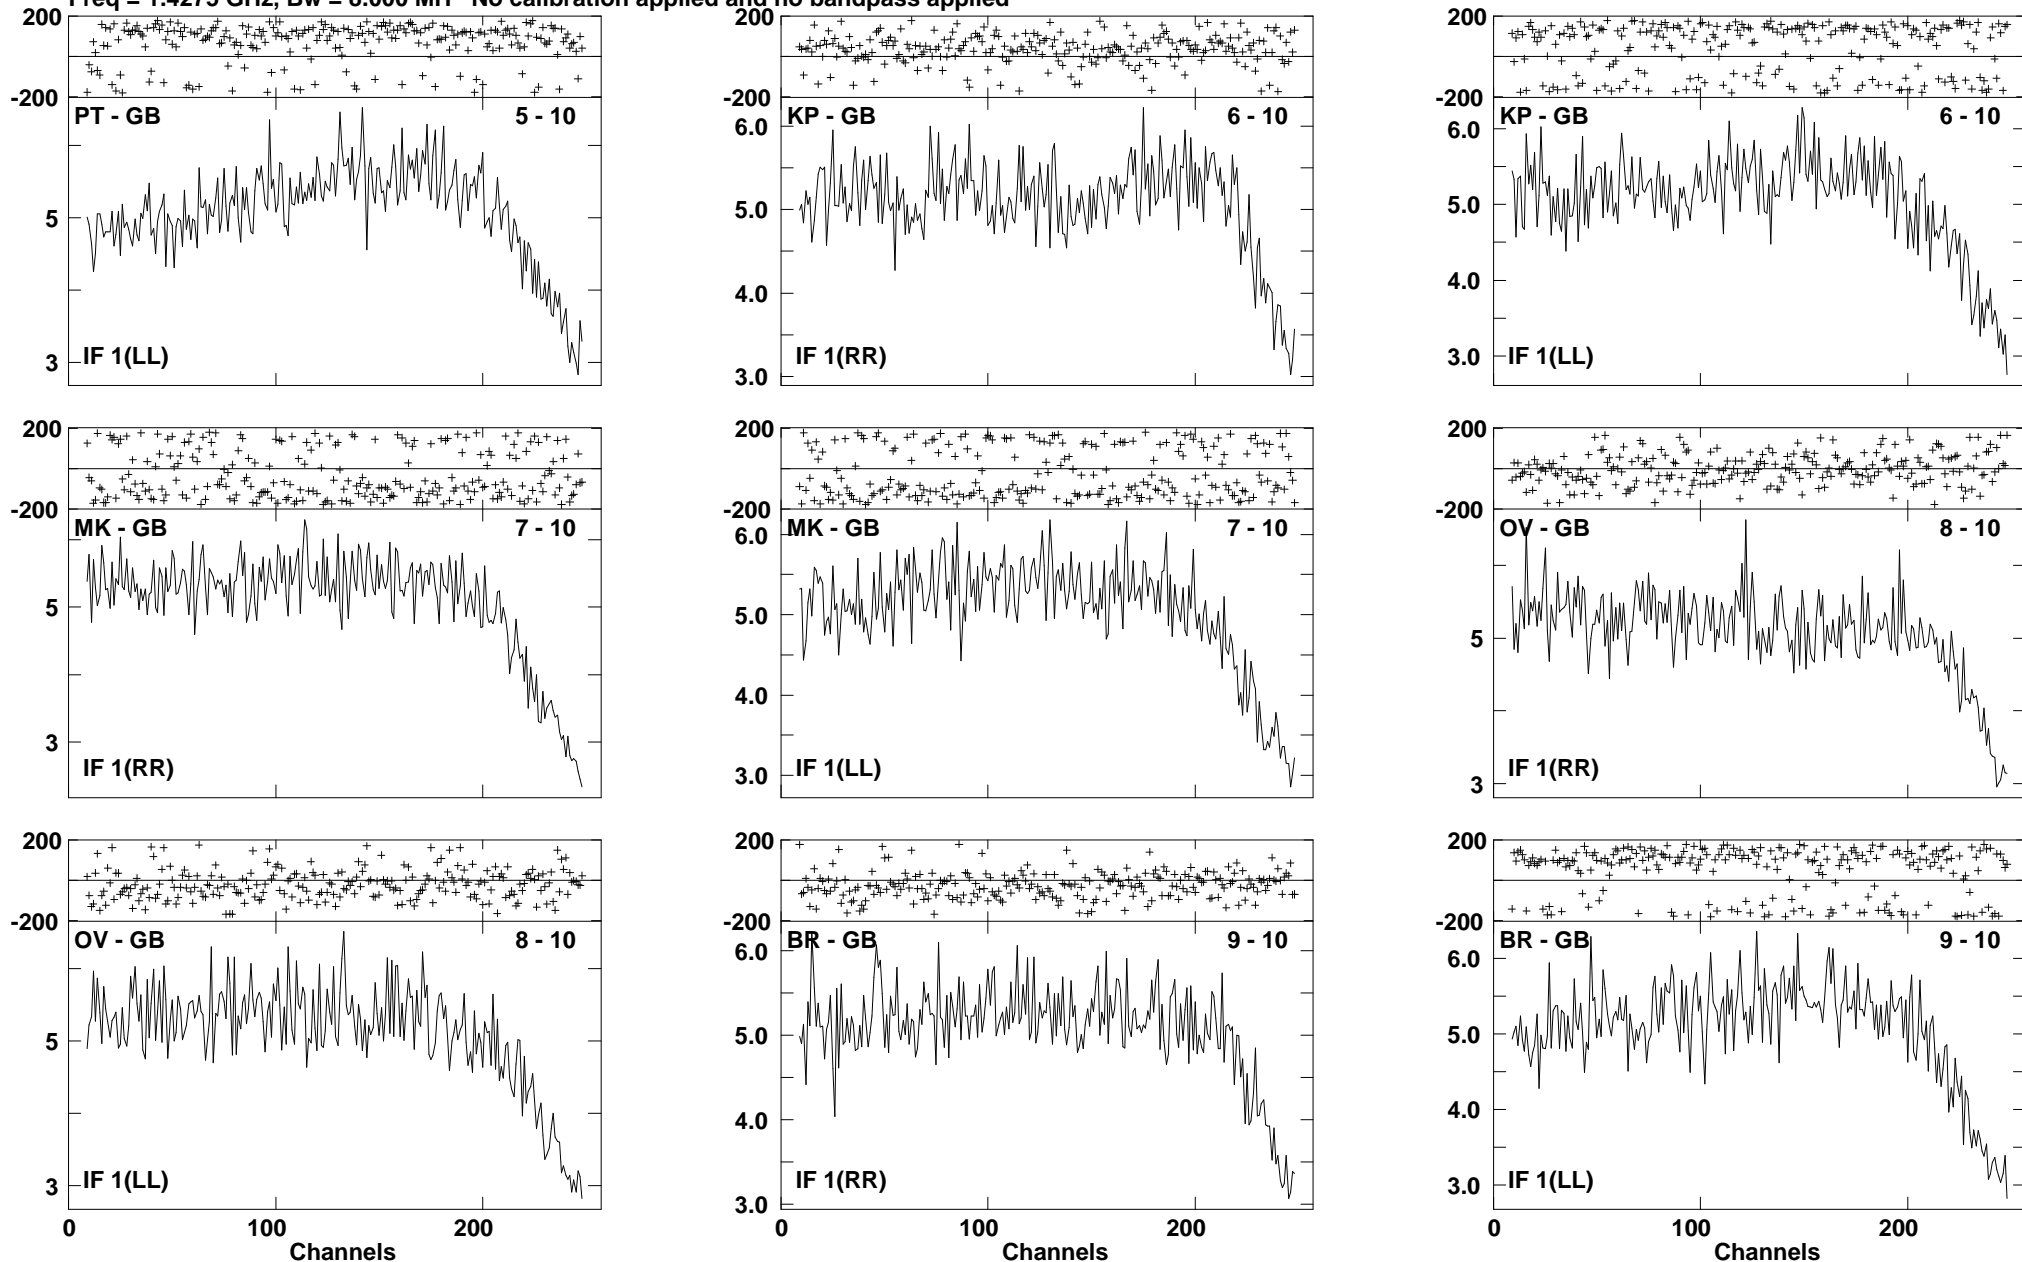 Freq = 1.4275 GHz, Bw = 8.000 MH No calibration applied and no bandpass applied
200
-200
PT - GB 5 - 10
5
3
IF 1(LL)
200
-200
KP - GB 6 - 10
6.0
5.0
4.0
3.0
IF 1(RR)
200
-200
KP - GB 6 - 10
6.0
5.0
4.0
3.0
IF 1(LL)
200
-200
MK - GB 7 - 10
5
3
IF 1(RR)
200
-200
MK - GB 7 - 10
6.0
5.0
4.0
3.0
IF 1(LL)
200
-200
OV - GB 8 - 10
5
3
IF 1(RR)
200
-200
OV - GB 8 - 10
5
3
IF 1(LL)
0 100 200
Channels
200
-200
BR - GB 9 - 10
6.0
5.0
4.0
3.0
IF 1(RR)
0 100 200
Channels
200
-200
BR - GB 9 - 10
6.0
5.0
4.0
3.0
IF 1(LL)
0 100 200
Channels